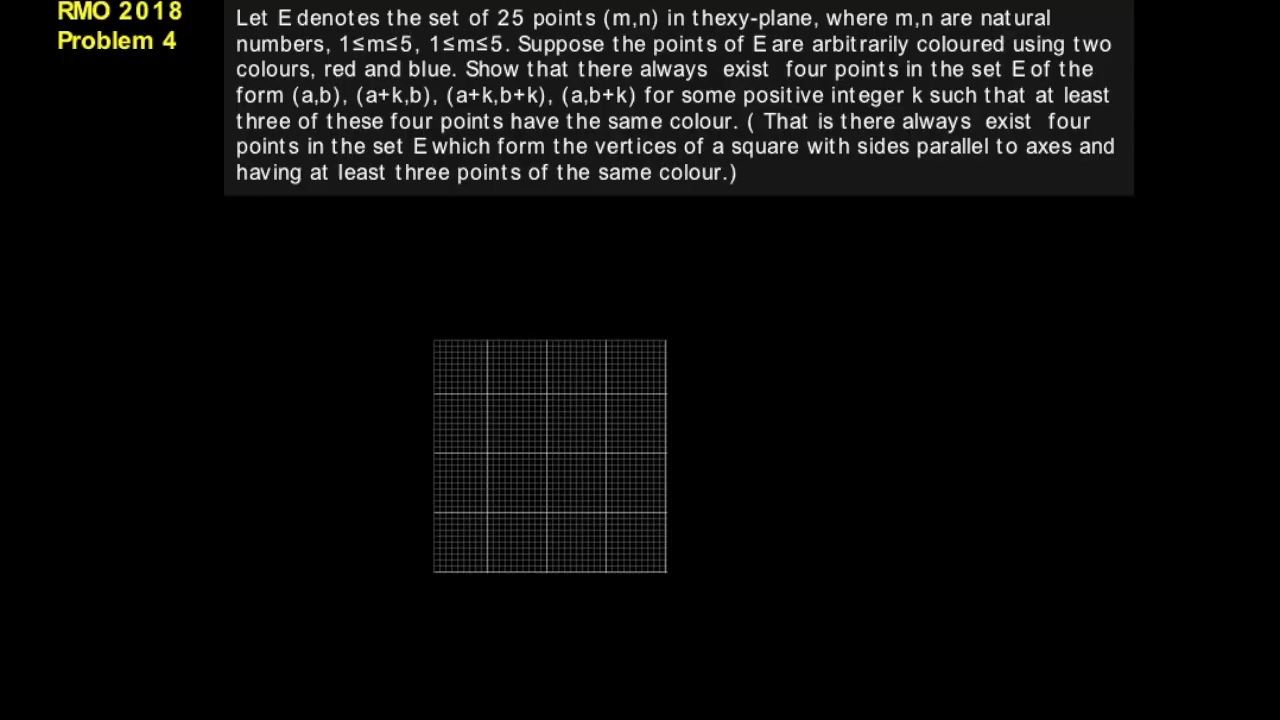 RMO 2018
Problem 4
Let E denotes the set of 25 points (m,n) in thexy-plane, where m,n are natural
numbers, 1≤m≤5, 1≤m≤5. Suppose the points of E are arbitrarily coloured using two
colours, red and blue. Show that there always exist four points in the set E of the
form (a,b), (a+k,b), (a+k,b+k), (a,b+k) for some positive integer k such that at least
three of these four points have the same colour. ( That is there always exist four
points in the set E which form the vertices of a square with sides parallel to axes and
having at least three points of the same colour.)